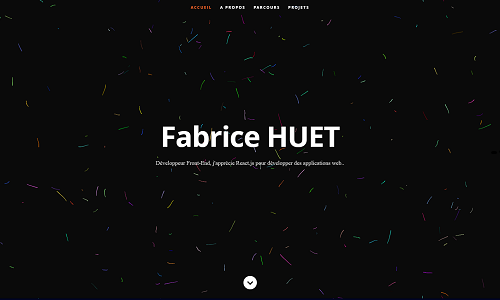 ACCUEIL A PROPOS PARCOURS PROJETS
Fabrice HUET
Développeur Front-End, j'apprécie React.js pour développer des applications web..